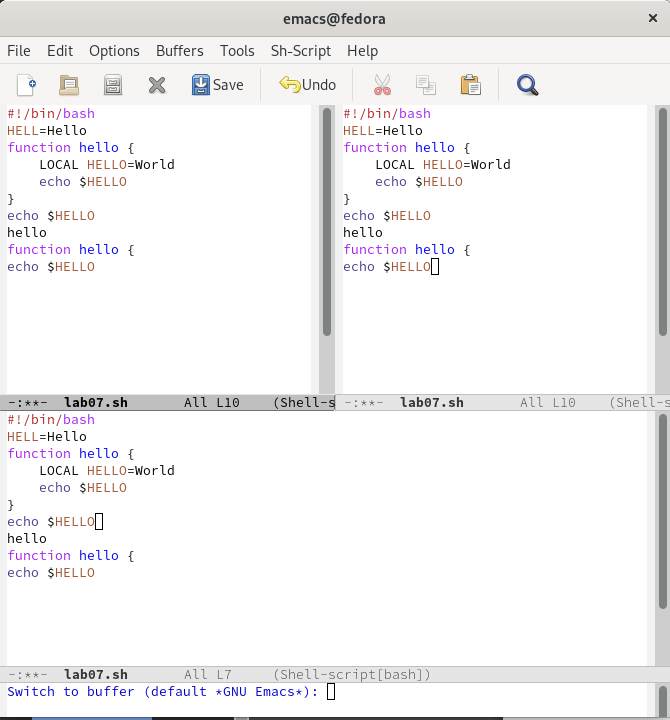 emacs@fedora ×
File Edit Options Buffers Tools Sh-Script Help
Save Undo
#!/bin/bash
HELL=Hello
function hello {
    LOCAL HELLO=World
    echo $HELLO
}
echo $HELLO
hello
function hello {
echo $HELLO
-:**- lab07.sh All L10 (Shell-s
#!/bin/bash
HELL=Hello
function hello {
    LOCAL HELLO=World
    echo $HELLO
}
echo $HELLO
hello
function hello {
echo $HELLO
-:**- lab07.sh All L10 (Shell-s
#!/bin/bash
HELL=Hello
function hello {
    LOCAL HELLO=World
    echo $HELLO
}
echo $HELLO
hello
function hello {
echo $HELLO
-:**- lab07.sh All L7 (Shell-script[bash])
Switch to buffer (default *GNU Emacs*):